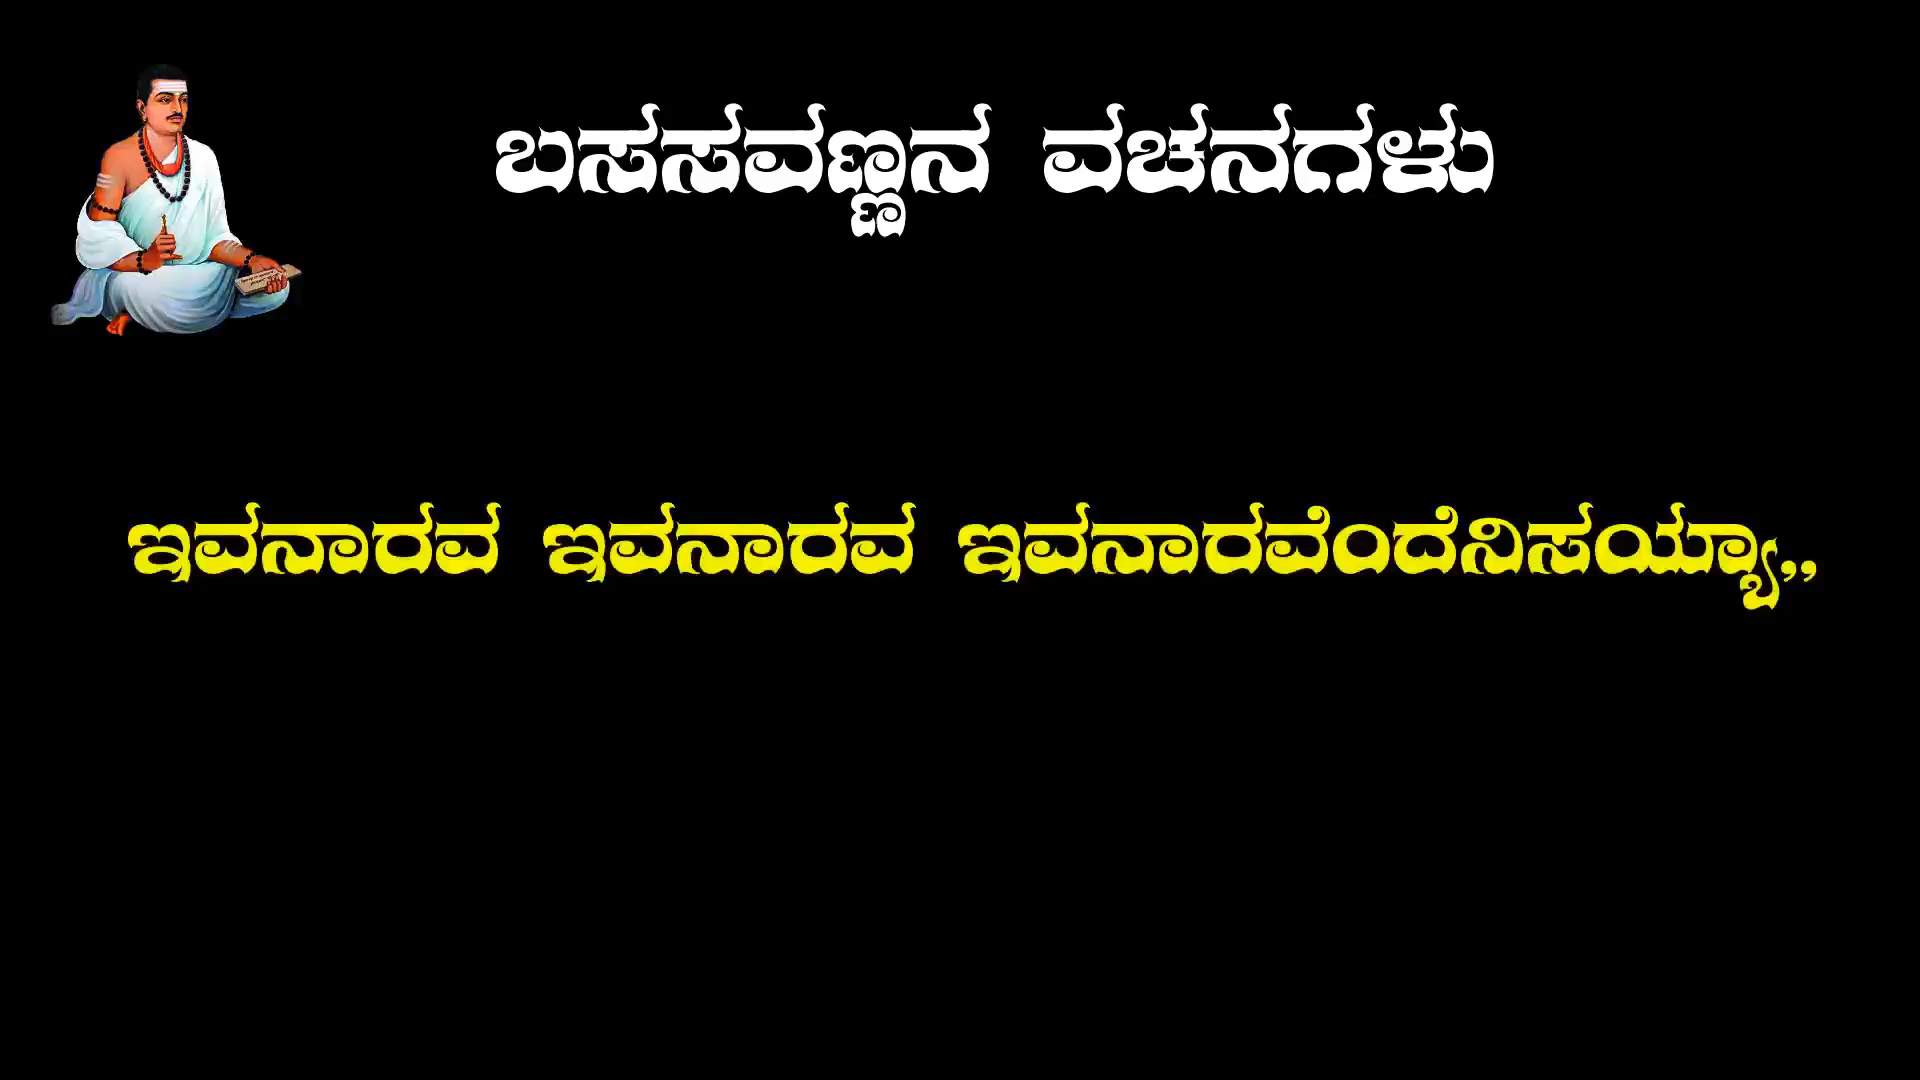 ಬಸಸವಣ್ಣನ ವಚನಗಳು
ಇವನಾರವ ಇವನಾರವ ಇವನಾರವೆಂದೆನಿಸಯ್ಯಾ,,